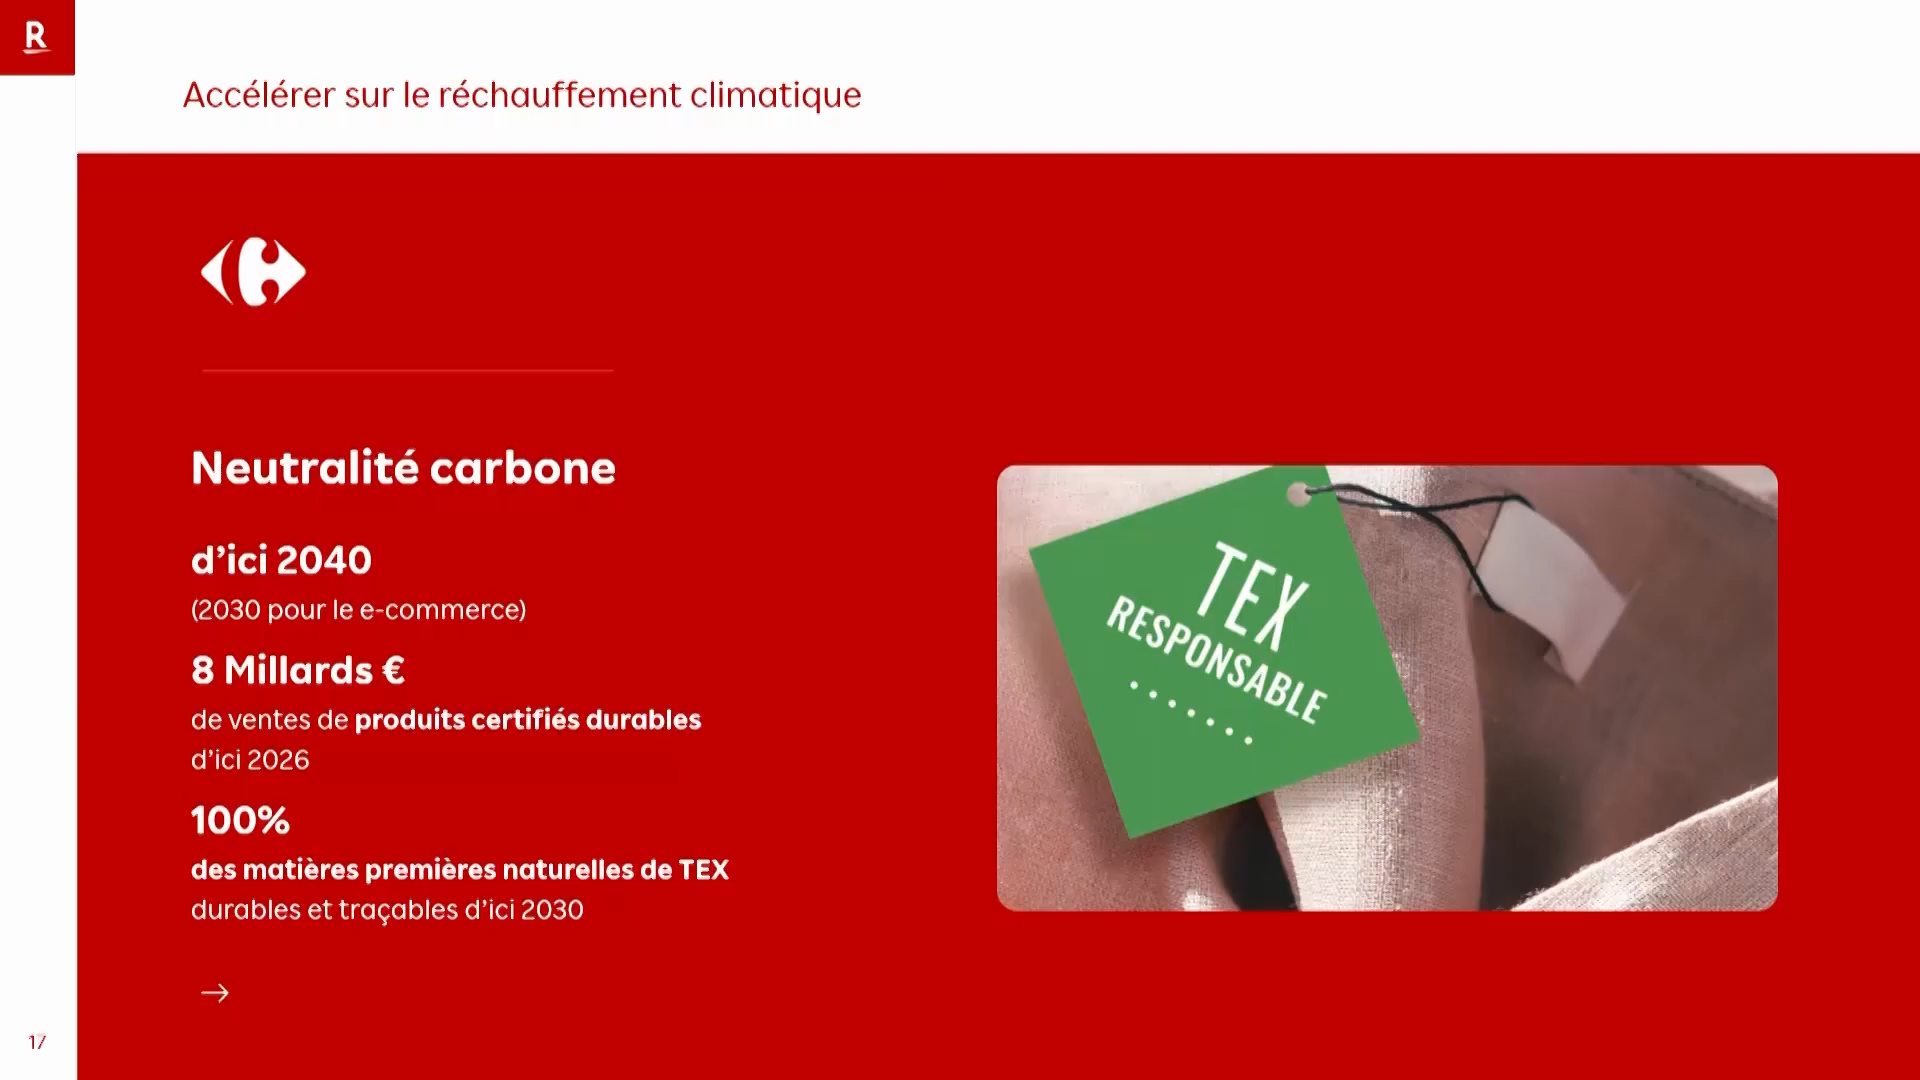 R
Accélérer sur le réchauffement climatique
Neutralité carbone
d’ici 2040
(2030 pour le e-commerce)
8 Millards €
de ventes de produits certifiés durables
d’ici 2026
100%
des matières premières naturelles de TEX
durables et traçables d’ici 2030
→
TEX
RESPONSABLE
17